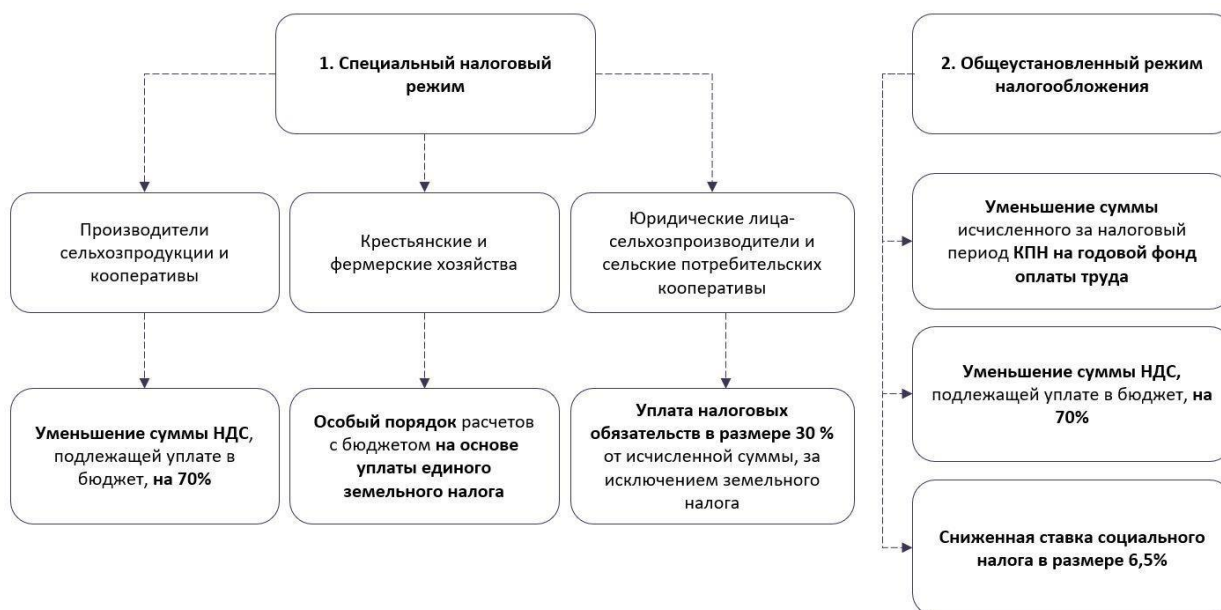 1. Специальный налоговый
режим
2. Общеустановленный режим
налогообложения
Производители
сельхозпродукции и
кооперативы
Крестьянские и
фермерские хозяйства
Юридические лица-
сельхозпроизводители и
сельские потребительских
кооперативы
Уменьшение суммы НДС,
подлежащей уплате в
бюджет, на 70%
Особый порядок расчетов
с бюджетом на основе
уплаты единого
земельного налога
Уплата налоговых
обязательств в размере 30 %
от исчисленной суммы, за
исключением земельного
налога
Уменьшение суммы
исчисленного за налоговый
период КПН на годовой фонд
оплаты труда
Уменьшение суммы НДС,
подлежащей уплате в бюджет, на
70%
Сниженная ставка социального
налога в размере 6,5%